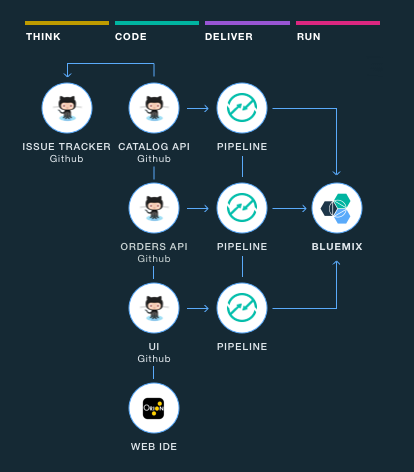 THINK CODE DELIVER RUN
ISSUE TRACKER CATALOG API PIPELINE
Github Github
ORDERS API PIPELINE BLUEMIX
Github
UI PIPELINE
Github
ORION
WEB IDE